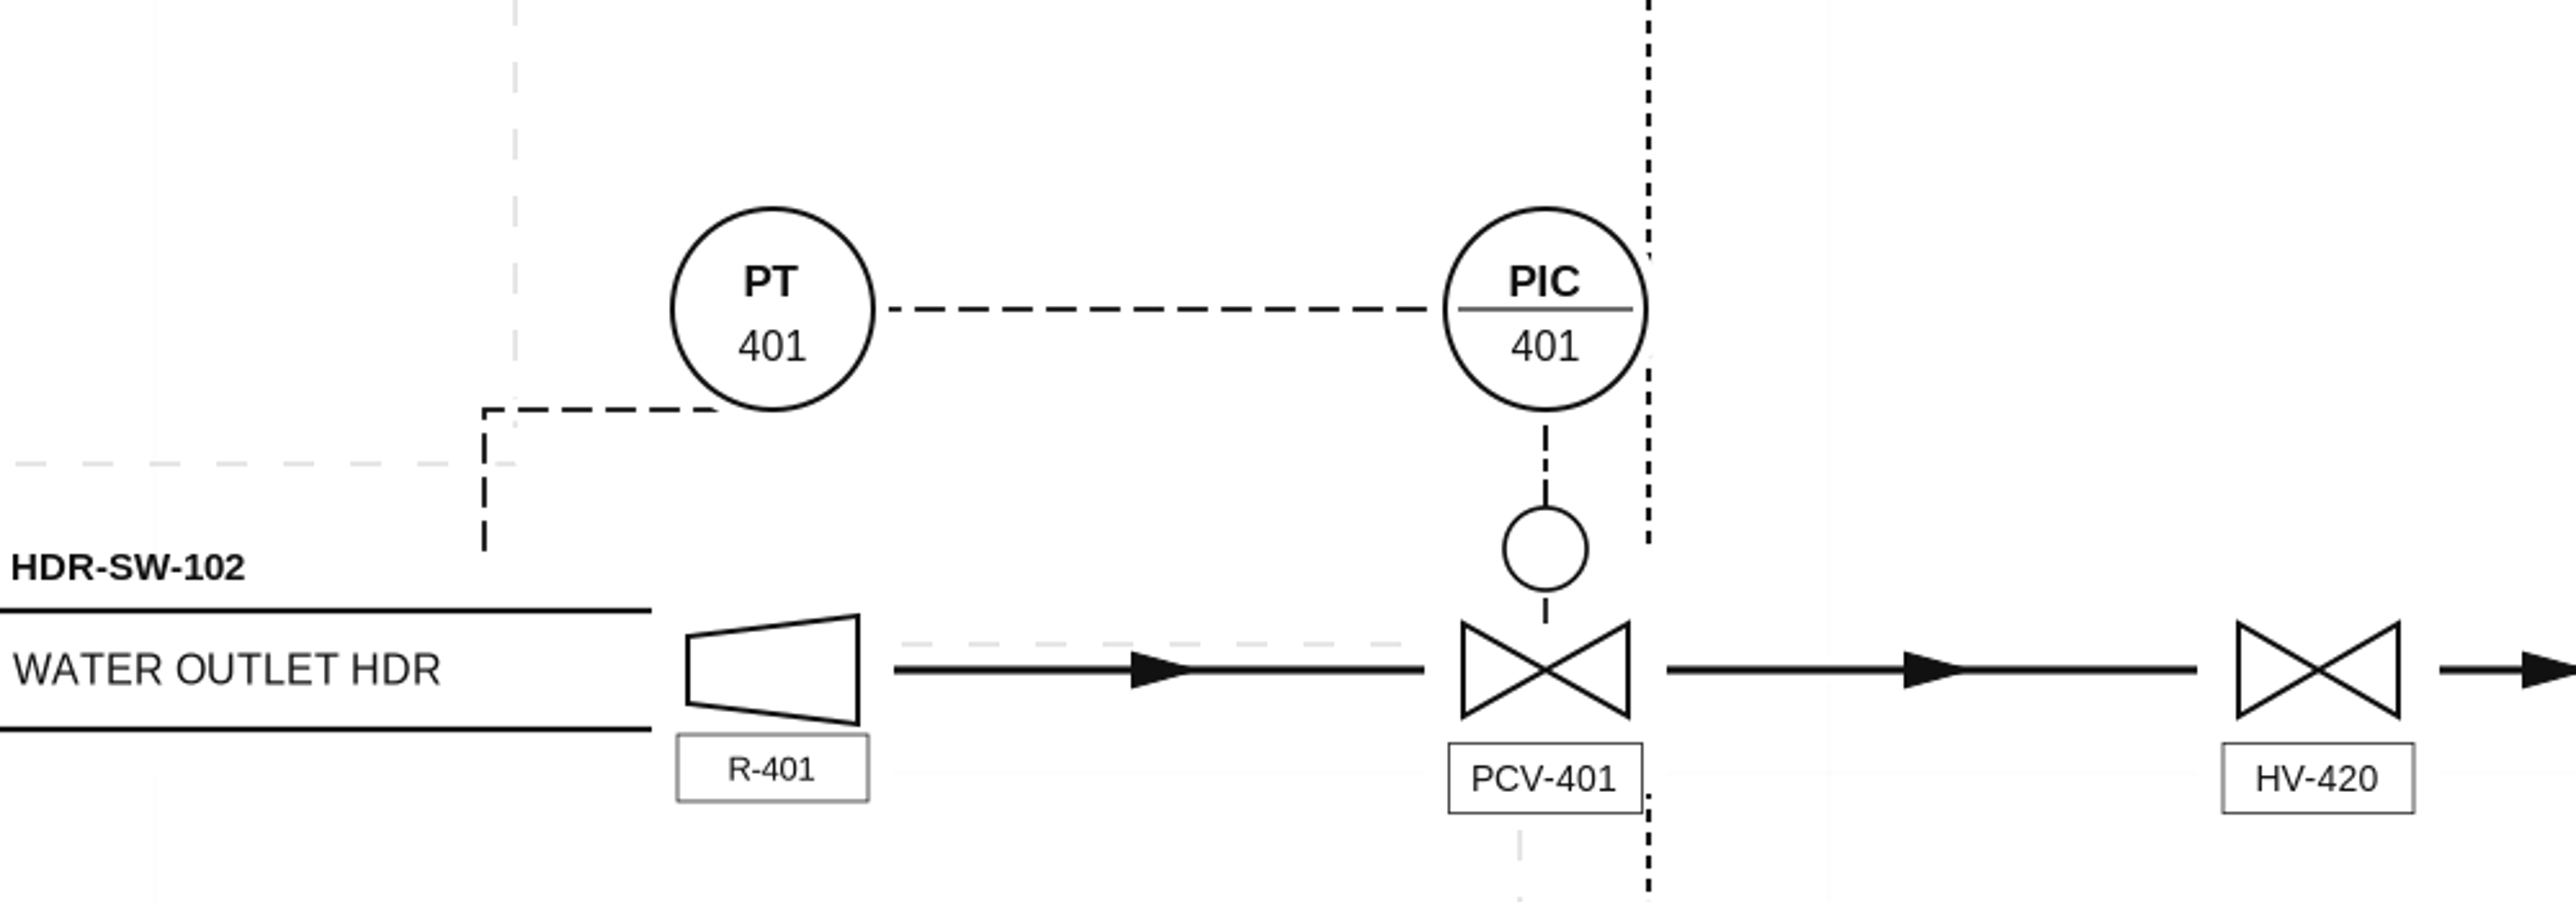 PT
401
PIC
401
HDR-SW-102
WATER OUTLET HDR
R-401
PCV-401
HV-420